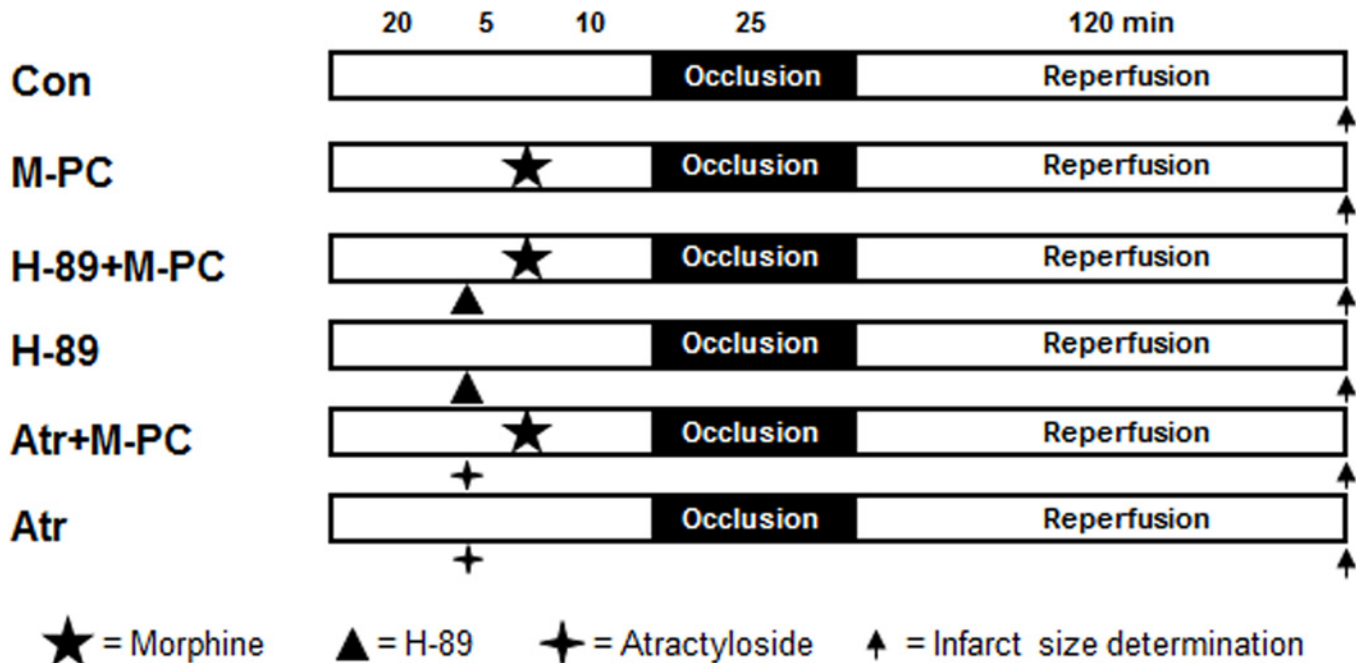 20 5 10 25 120 min
Con Occlusion Reperfusion
M-PC Occlusion Reperfusion
H-89+M-PC Occlusion Reperfusion
H-89 Occlusion Reperfusion
Atr+M-PC Occlusion Reperfusion
Atr Occlusion Reperfusion
= Morphine = H-89 = Atractyloside = Infarct size determination